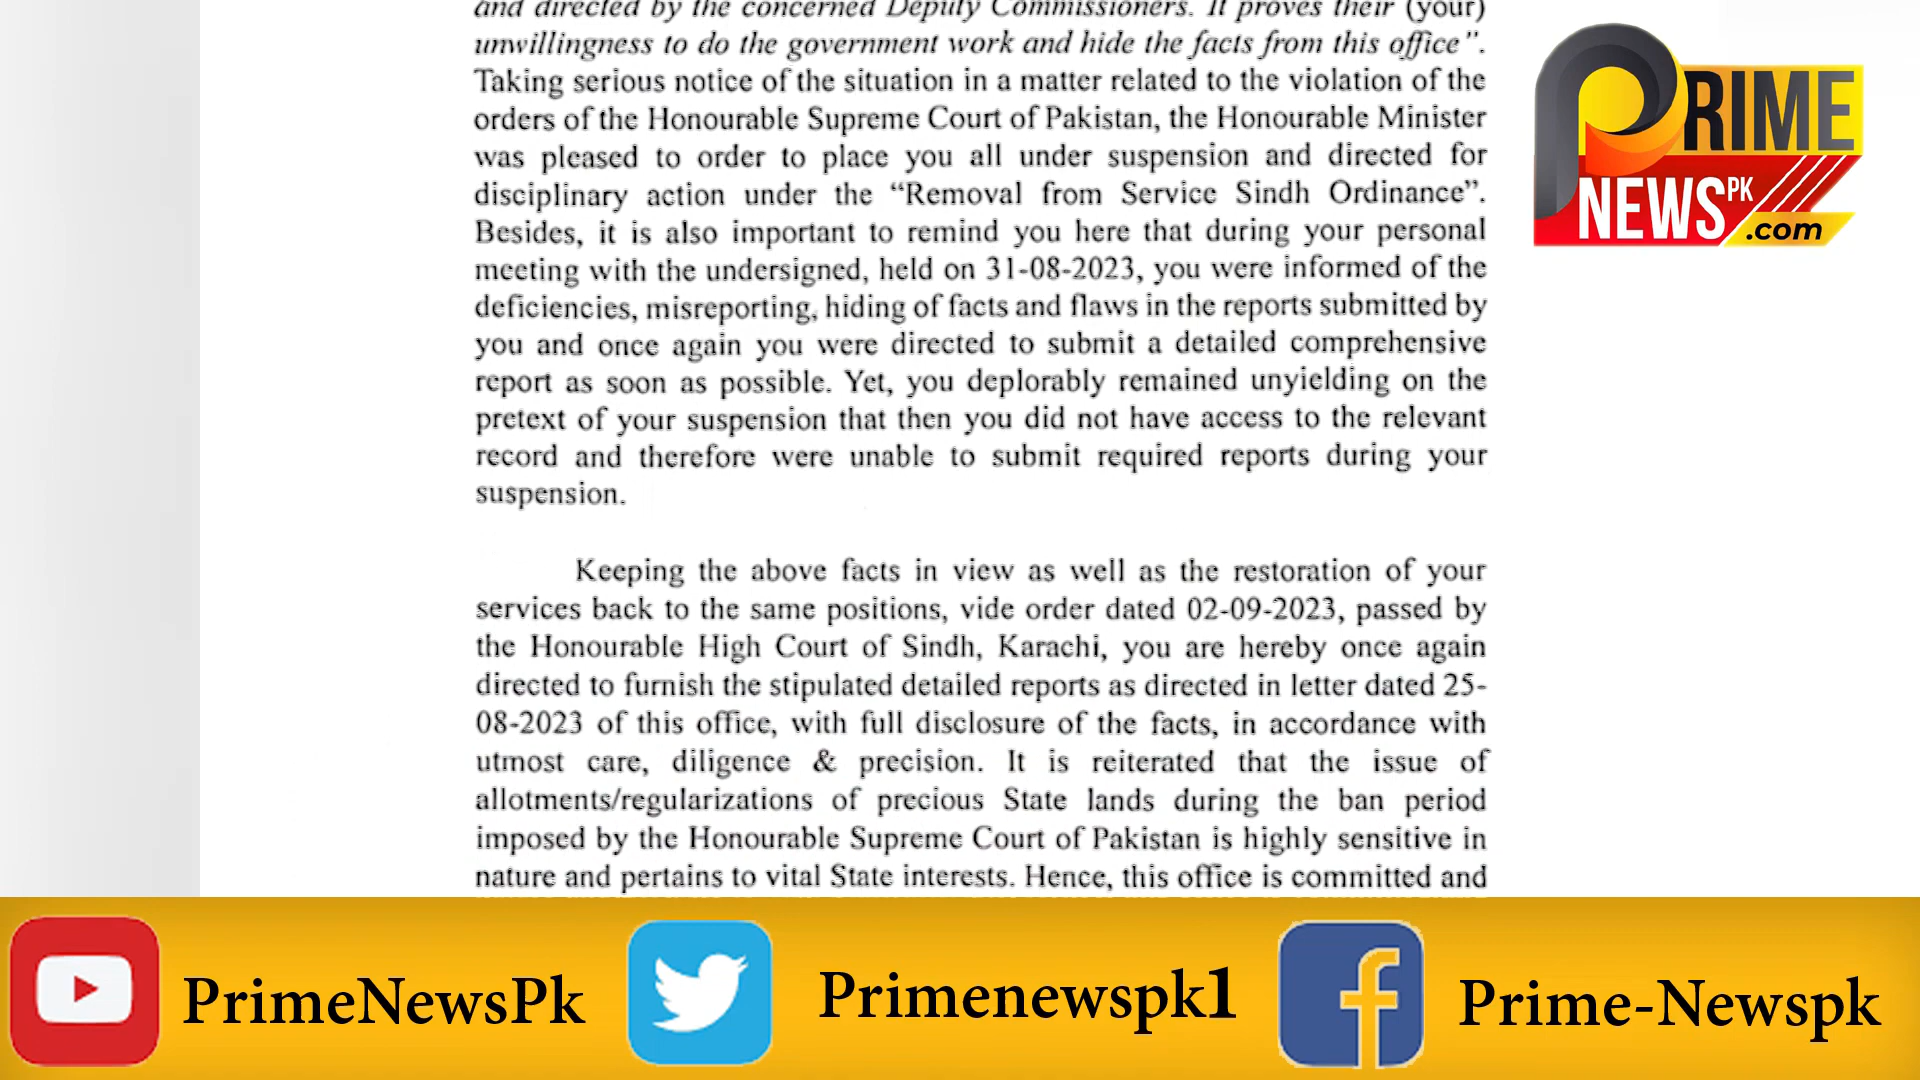 and directed by the concerned Deputy Commissioners. It proves their (your)
unwillingness to do the government work and hide the facts from this office".
Taking serious notice of the situation in a matter related to the violation of the
orders of the Honourable Supreme Court of Pakistan, the Honourable Minister
was pleased to order to place you all under suspension and directed for
disciplinary action under the “Removal from Service Sindh Ordinance”.
Besides, it is also important to remind you here that during your personal
meeting with the undersigned, held on 31-08-2023, you were informed of the
deficiencies, misreporting, hiding of facts and flaws in the reports submitted by
you and once again you were directed to submit a detailed comprehensive
report as soon as possible. Yet, you deplorably remained unyielding on the
pretext of your suspension that then you did not have access to the relevant
record and therefore were unable to submit required reports during your
suspension.
Keeping the above facts in view as well as the restoration of your
services back to the same positions, vide order dated 02-09-2023, passed by
the Honourable High Court of Sindh, Karachi, you are hereby once again
directed to furnish the stipulated detailed reports as directed in letter dated 25-
08-2023 of this office, with full disclosure of the facts, in accordance with
utmost care, diligence & precision. It is reiterated that the issue of
allotments/regularizations of precious State lands during the ban period
imposed by the Honourable Supreme Court of Pakistan is highly sensitive in
nature and pertains to vital State interests. Hence, this office is committed and
PRIME
NEWS PK
.com
PrimeNewsPk
Primenewspk1
Prime-Newspk